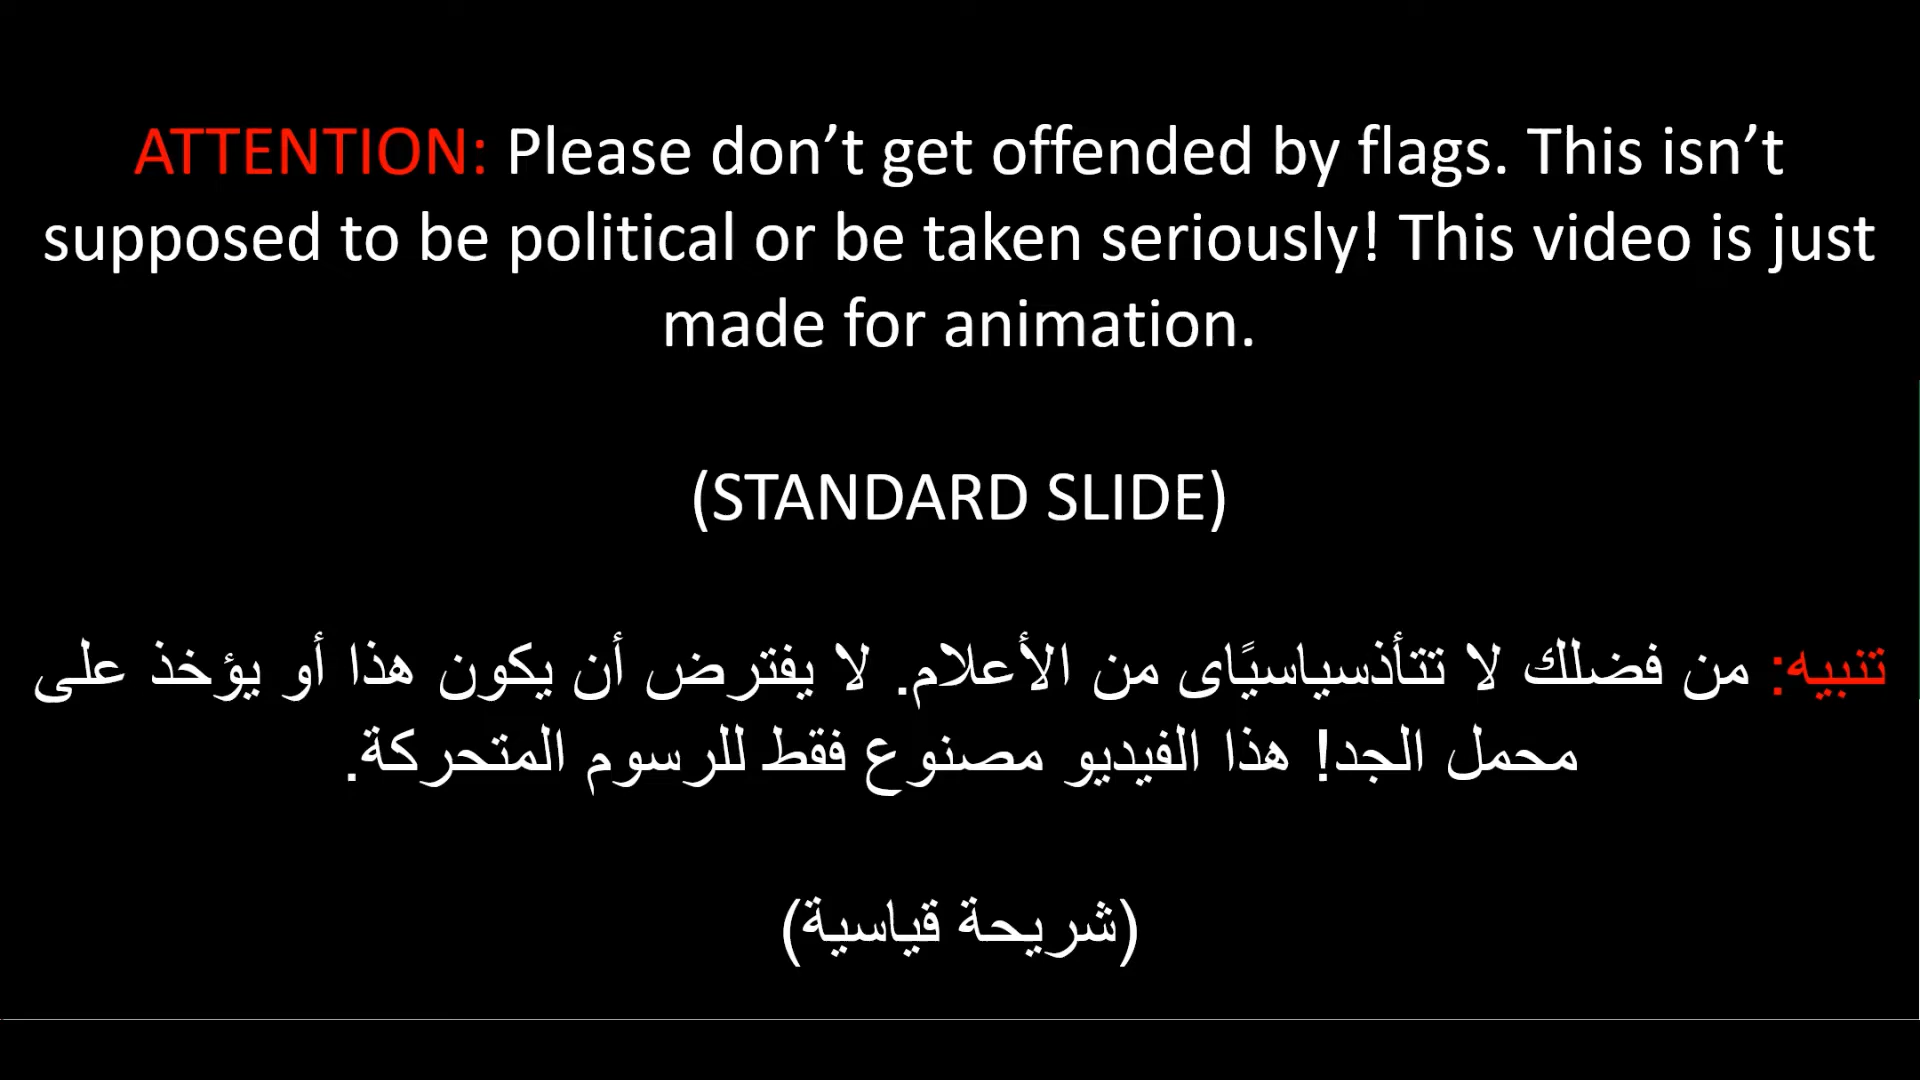 ATTENTION: Please don’t get offended by flags. This isn’t
supposed to be political or be taken seriously! This video is just
made for animation.
(STANDARD SLIDE)
تنبيه: من فضلك لا تتأذسياسيًاى من الأعلام. لا يفترض أن يكون هذا أو يؤخذ على
محمل الجد! هذا الفيديو مصنوع فقط للرسوم المتحركة.
(شريحة قياسية)